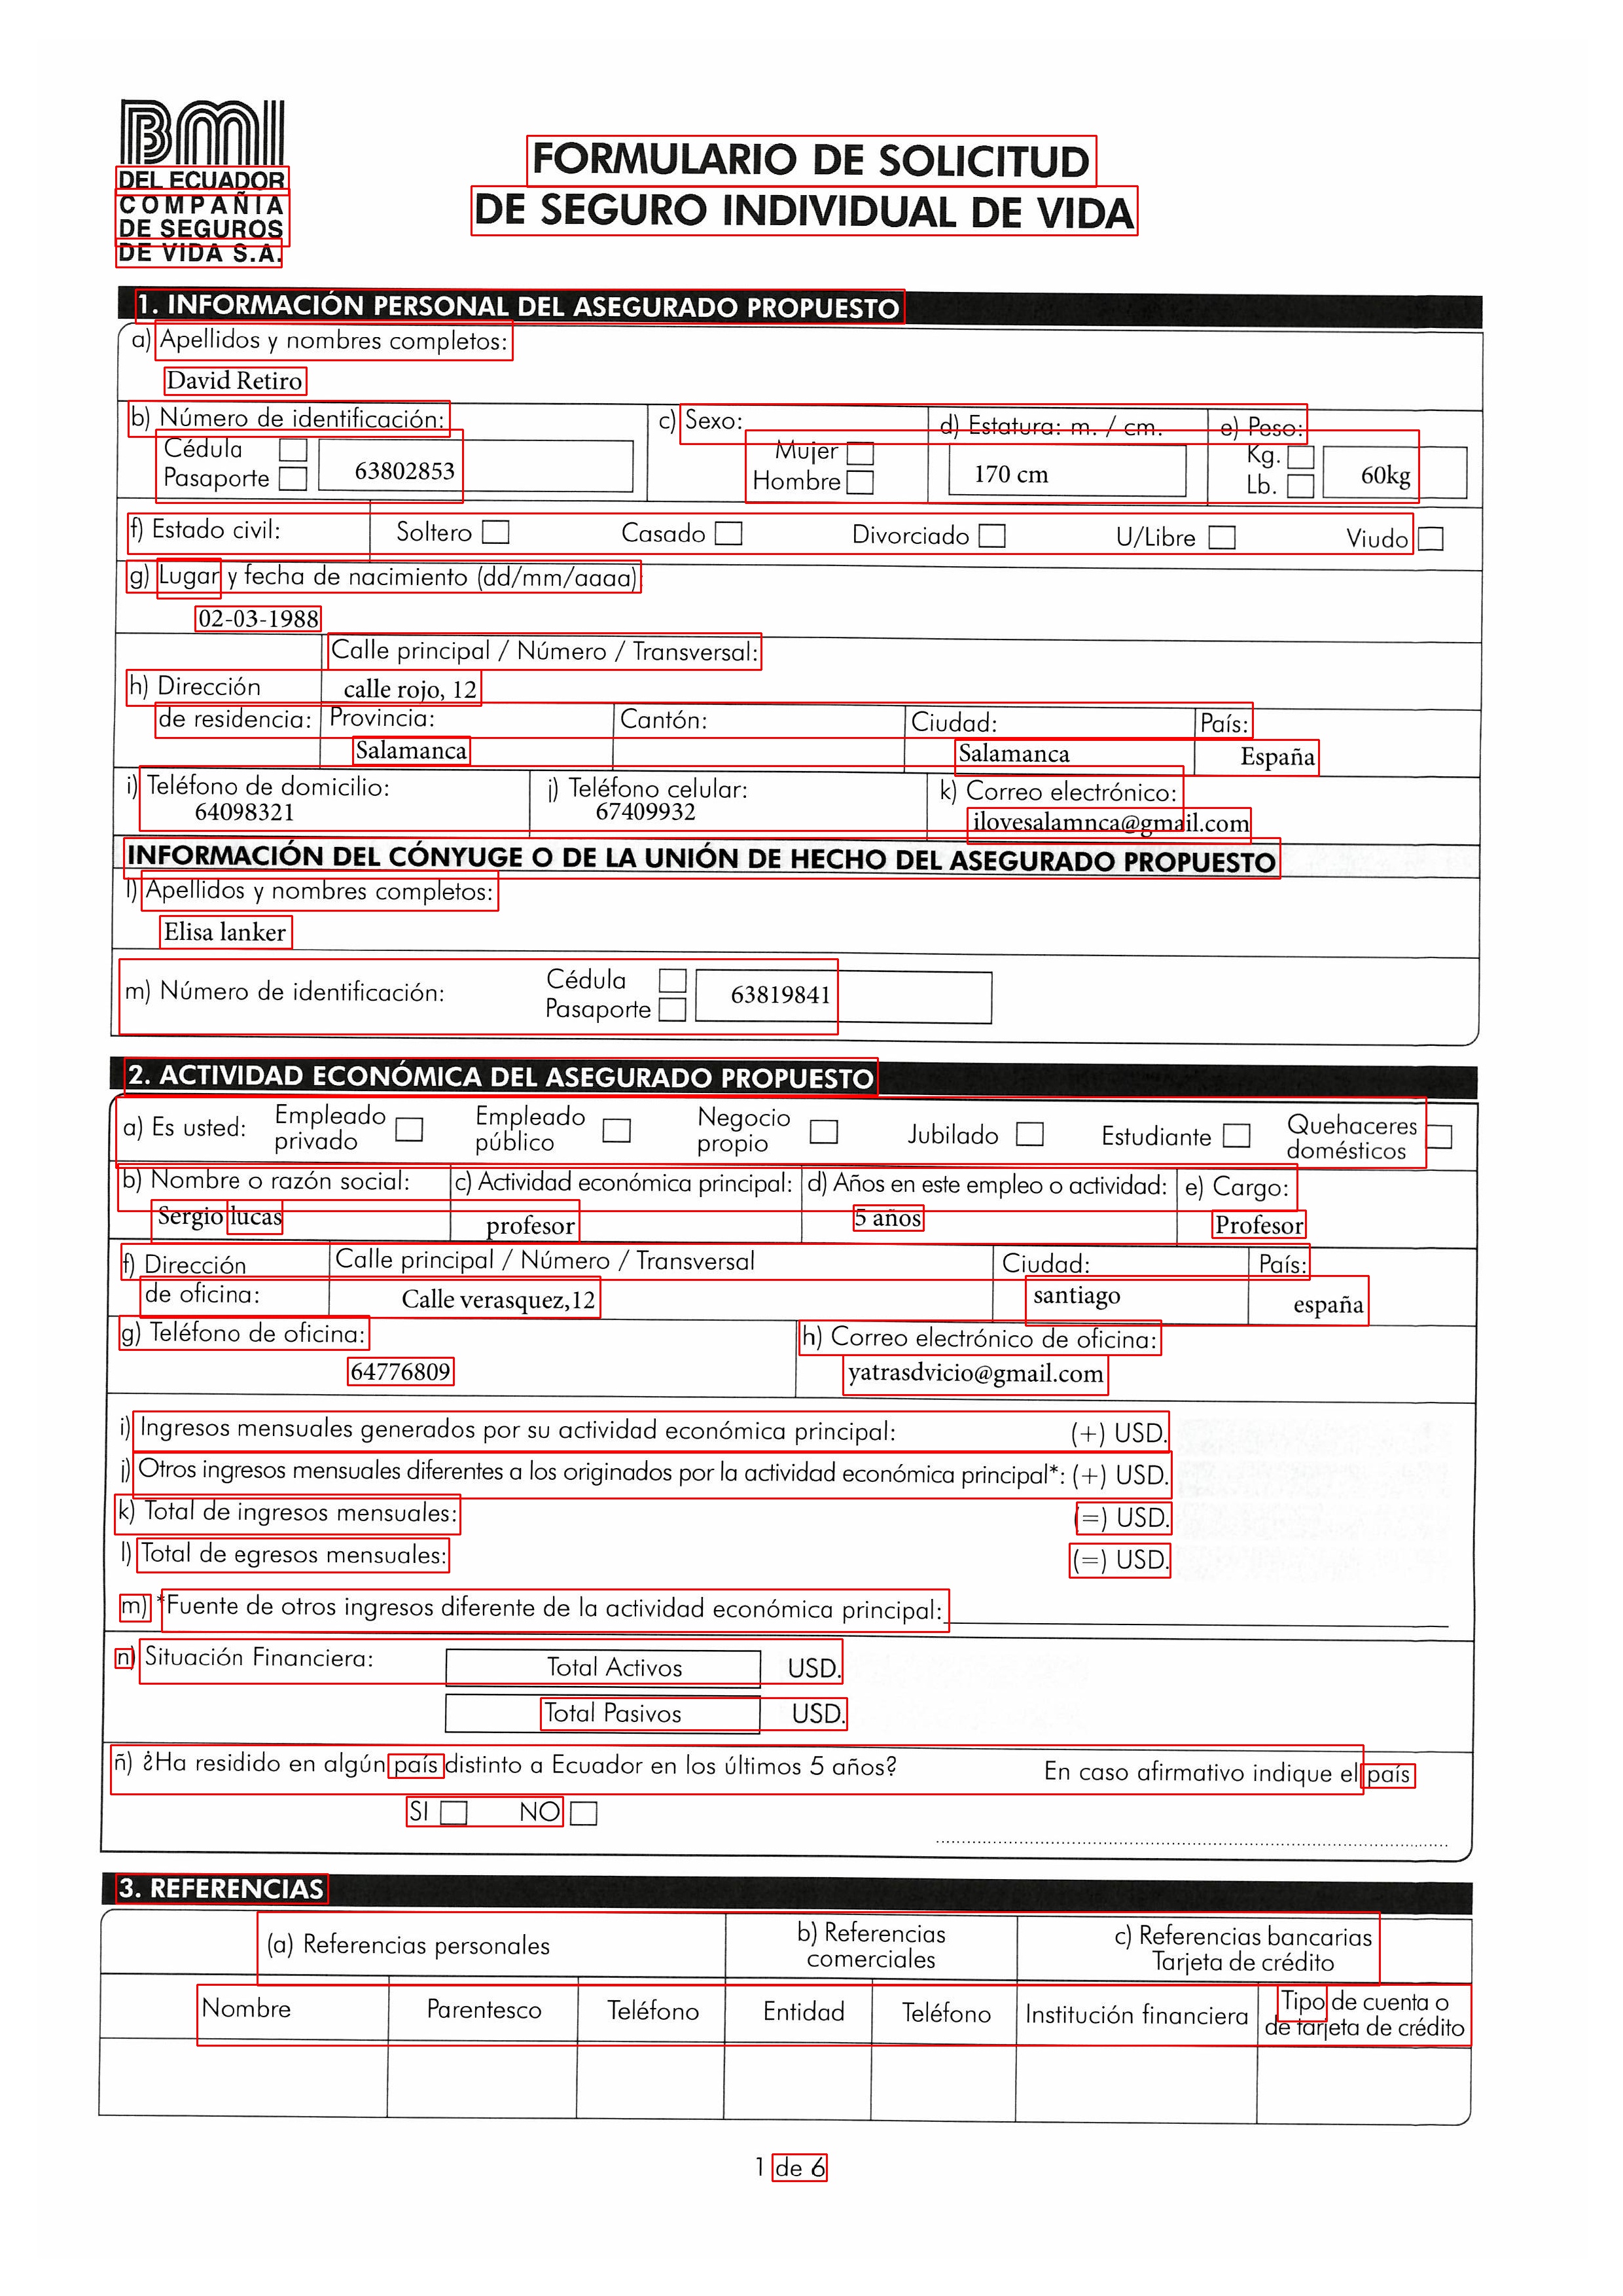 BMI
DEL ECUADOR
COMPAÑIA
DE SEGUROS
DE VIDA S.A.
FORMULARIO DE SOLICITUD
DE SEGURO INDIVIDUAL DE VIDA
1. INFORMACIÓN PERSONAL DEL ASEGURADO PROPUESTO
a) Apellidos y nombres completos:
David Retiro
b) Número de identificación: c) Sexo: d) Estatura: m. / cm. e) Peso:
Cédula Mujer Kg.
63802853 170 cm 60kg
Pasaporte Hombre Lb.
f) Estado civil: Soltero Casado Divorciado U/Libre Viudo
g) Lugar y fecha de nacimiento (dd/mm/aaaa)
02-03-1988
Calle principal / Número / Transversal:
h) Dirección calle rojo, 12
de residencia: Provincia: Cantón: Ciudad: País:
Salamanca Salamanca España
i) Teléfono de domicilio: j) Teléfono celular: k) Correo electrónico:
64098321 67409932 ilovesalamnca@gmail.com
INFORMACIÓN DEL CÓNYUGE O DE LA UNIÓN DE HECHO DEL ASEGURADO PROPUESTO
l) Apellidos y nombres completos:
Elisa lanker
Cédula
m) Número de identificación: 63819841
Pasaporte
2. ACTIVIDAD ECONÓMICA DEL ASEGURADO PROPUESTO
a) Es usted: Empleado privado Empleado público Negocio propio Jubilado Estudiante Quehaceres domésticos
b) Nombre o razón social: c) Actividad económica principal: d) Años en este empleo o actividad: e) Cargo:
Sergio lucas profesor 5 años Profesor
f) Dirección Calle principal / Número / Transversal Ciudad: País:
de oficina: Calle verasquez,12 santiago españa
g) Teléfono de oficina: h) Correo electrónico de oficina:
64776809 yatrasdvicio@gmail.com
i) Ingresos mensuales generados por su actividad económica principal: (+) USD.
j) Otros ingresos mensuales diferentes a los originados por la actividad económica principal*: (+) USD.
k) Total de ingresos mensuales: (=) USD.
l) Total de egresos mensuales: (=) USD.
m) *Fuente de otros ingresos diferente de la actividad económica principal:
n) Situación Financiera: Total Activos USD.
Total Pasivos USD.
ñ) ¿Ha residido en algún país distinto a Ecuador en los últimos 5 años? En caso afirmativo indique el país
SI NO
3. REFERENCIAS
(a) Referencias personales b) Referencias comerciales c) Referencias bancarias Tarjeta de crédito
Nombre Parentesco Teléfono Entidad Teléfono Institución financiera Tipo de cuenta o de tarjeta de crédito
1 de 6